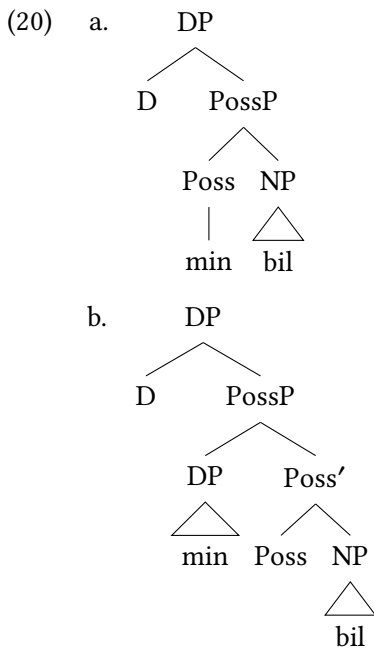 (20) a. DP
D PossP
Poss NP
min bil
b. DP
D PossP
DP Poss′
min Poss NP
bil